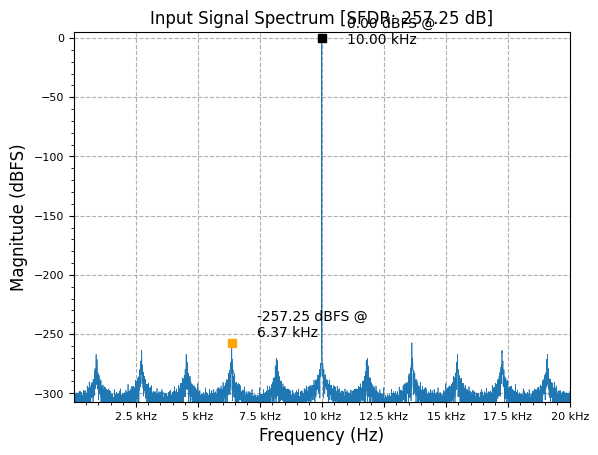 Input Signal Spectrum [SFDR: 257.25 dB]
0.00 dBFS @
10.00 kHz
0
−50
−100
−150
−200
−250
−300
Magnitude (dBFS)
-257.25 dBFS @
6.37 kHz
2.5 kHz 5 kHz 7.5 kHz 10 kHz 12.5 kHz 15 kHz 17.5 kHz 20 kHz
Frequency (Hz)